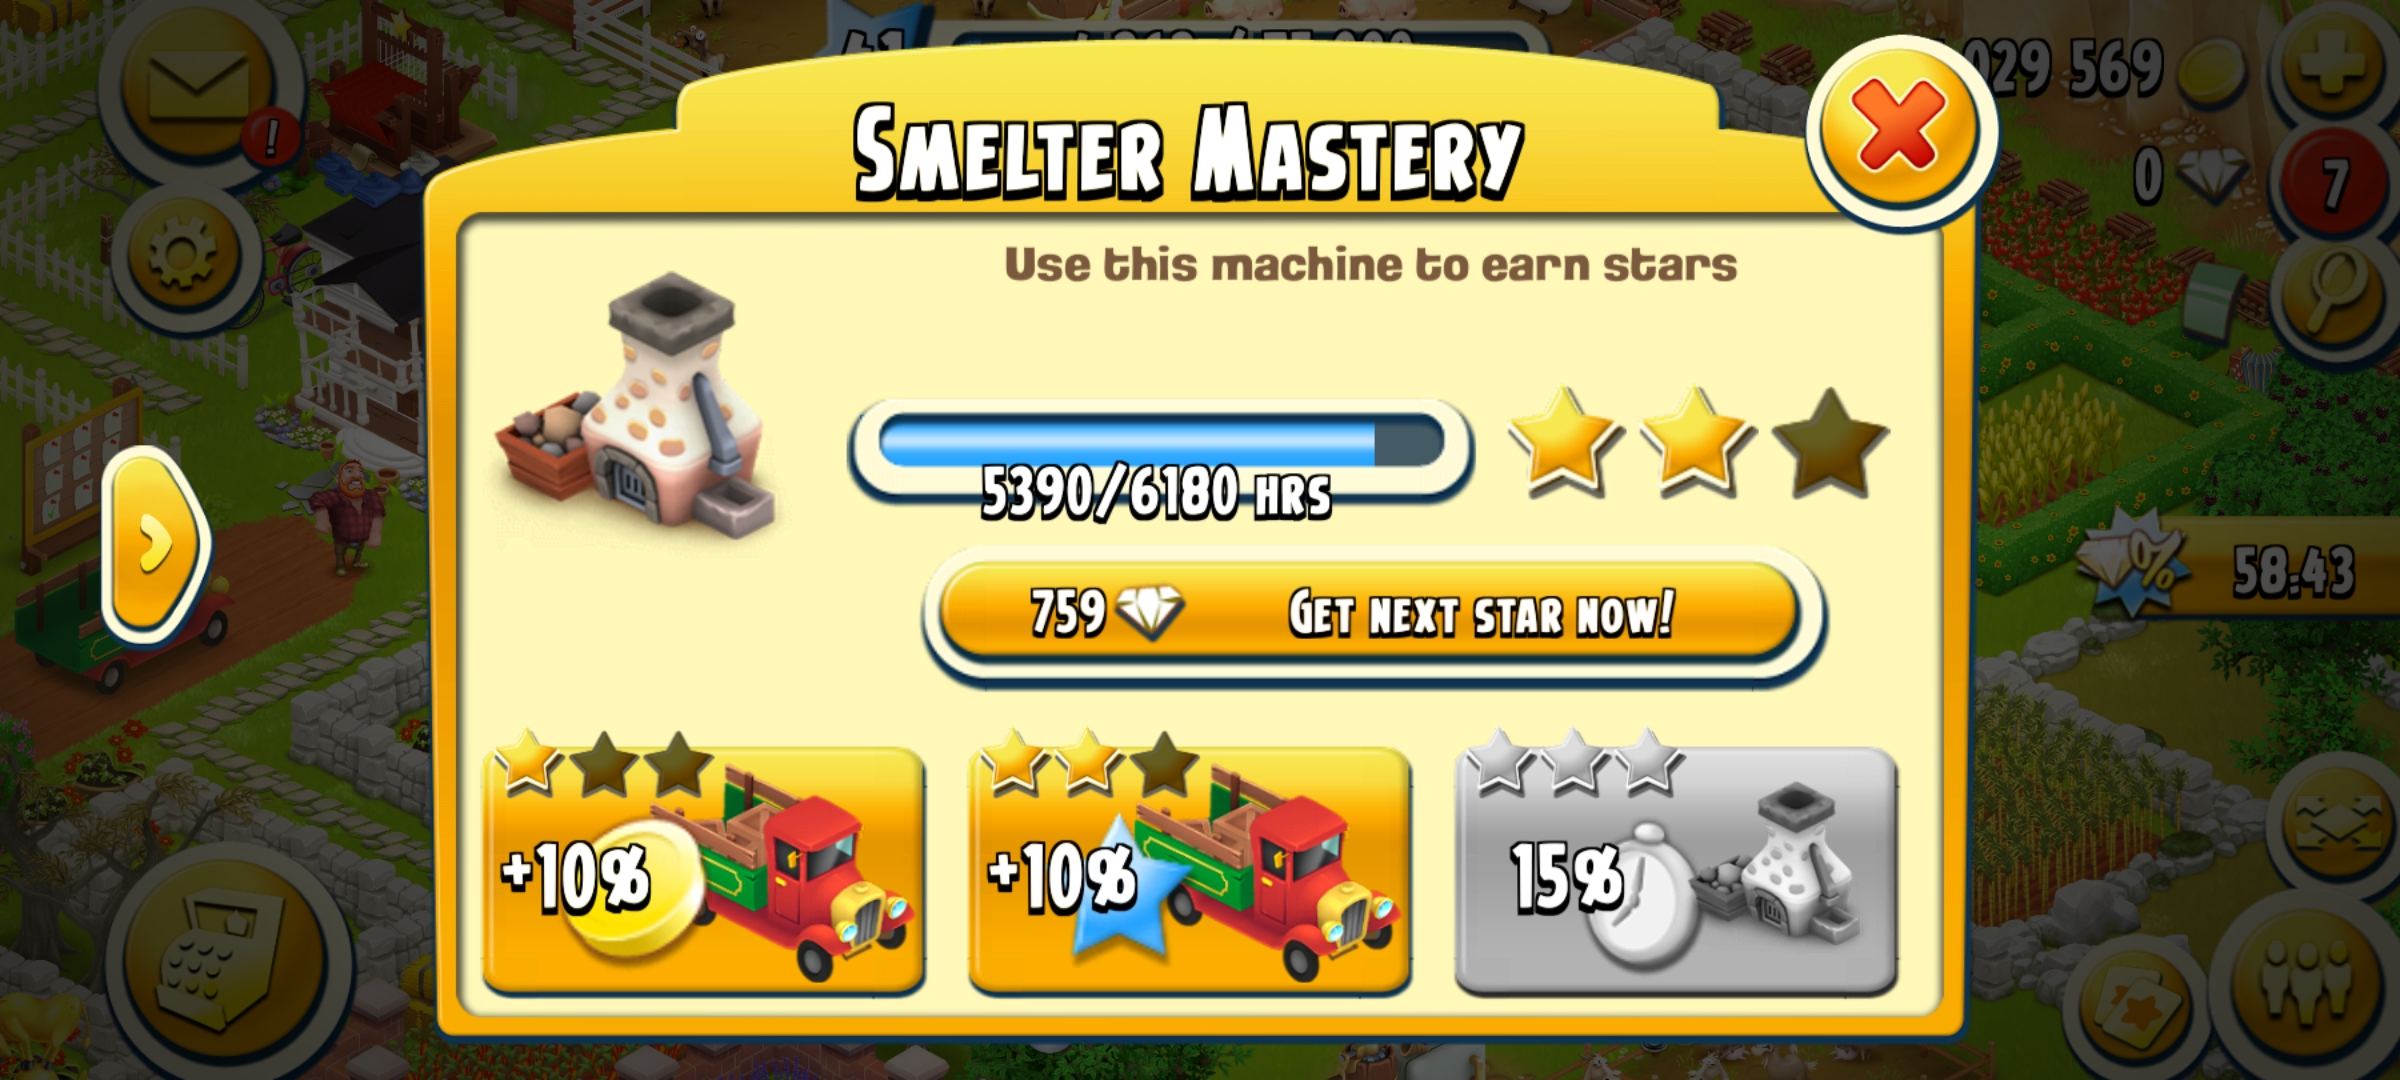 029 569
SMELTER MASTERY
!
0
7
Use this machine to earn stars
5390/6180 HRS
58:43
759 GET NEXT STAR NOW!
+10%
+10%
15%